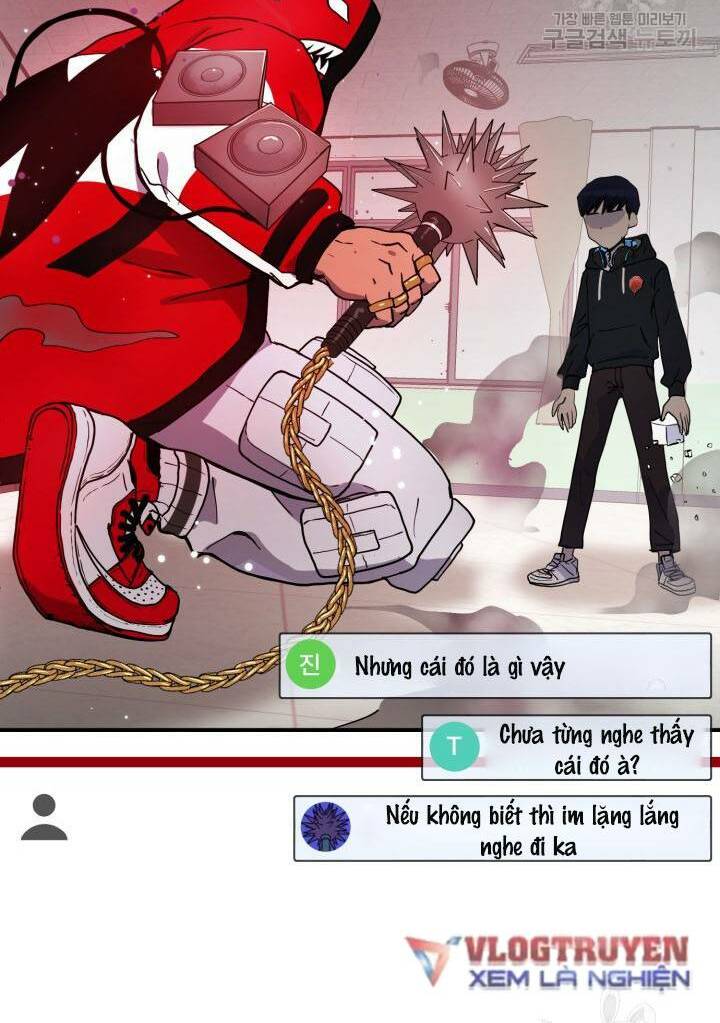 가장 빠른 웹툰 미리보기
구글검색 뉴토끼
진
Nhưng cái đó là gì vậy
T
Chưa từng nghe thấy
cái đó à?
Nếu không biết thì im lặng lắng
nghe đi ka
VLOGTRUYEN
XEM LÀ NGHIỆN